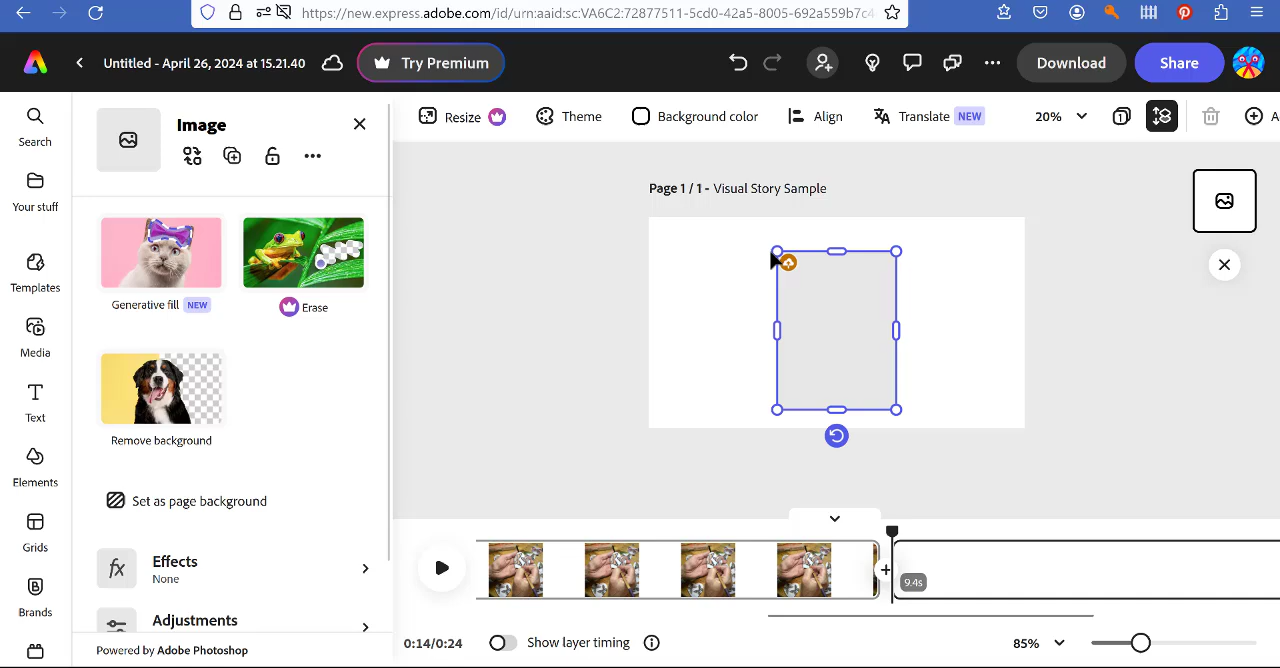 https://new.express.adobe.com/id/urn:aaid:sc:VA6C2:72877511-5cd0-42a5-8005-692a559b7c4
Untitled - April 26, 2024 at 15.21.40
Try Premium
Download
Share
Search
Your stuff
Templates
Media
Text
Elements
Grids
Brands
Image
Generative fill NEW
Erase
Remove background
Set as page background
Effects
None
Adjustments
Powered by Adobe Photoshop
Resize
Theme
Background color
Align
Translate NEW
20%
1
A
Page 1 / 1 - Visual Story Sample
9.4s
0:14/0:24
Show layer timing
85%